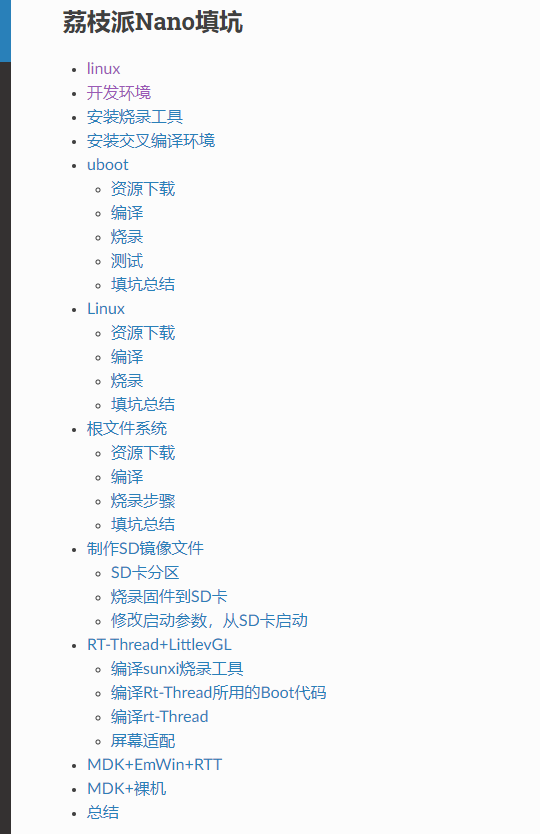 荔枝派Nano填坑
linux
开发环境
安装烧录工具
安装交叉编译环境
uboot
资源下载
编译
烧录
测试
填坑总结
Linux
资源下载
编译
烧录
填坑总结
根文件系统
资源下载
编译
烧录步骤
填坑总结
制作SD镜像文件
SD卡分区
烧录固件到SD卡
修改启动参数，从SD卡启动
RT-Thread+LittlevGL
编译sunxi烧录工具
编译Rt-Thread所用的Boot代码
编译rt-Thread
屏幕适配
MDK+EmWin+RTT
MDK+裸机
总结